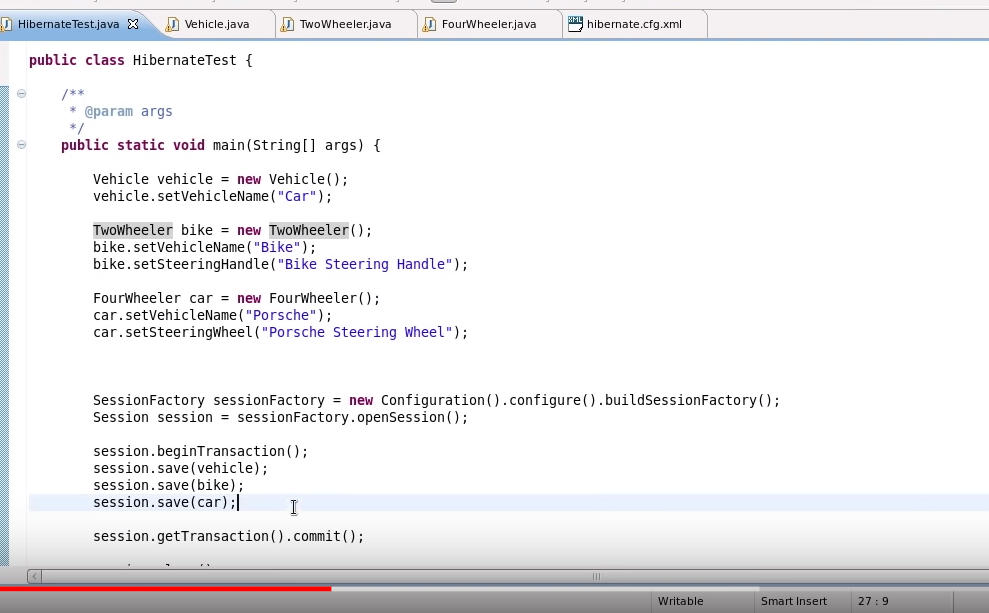 HibernateTest.java Vehicle.java TwoWheeler.java FourWheeler.java XML hibernate.cfg.xml
public class HibernateTest {
/**
* @param args
*/
public static void main(String[] args) {
Vehicle vehicle = new Vehicle();
vehicle.setVehicleName("Car");
TwoWheeler bike = new TwoWheeler();
bike.setVehicleName("Bike");
bike.setSteeringHandle("Bike Steering Handle");
FourWheeler car = new FourWheeler();
car.setVehicleName("Porsche");
car.setSteeringWheel("Porsche Steering Wheel");
SessionFactory sessionFactory = new Configuration().configure().buildSessionFactory();
Session session = sessionFactory.openSession();
session.beginTransaction();
session.save(vehicle);
session.save(bike);
session.save(car);
session.getTransaction().commit();
Writable Smart Insert 27 : 9